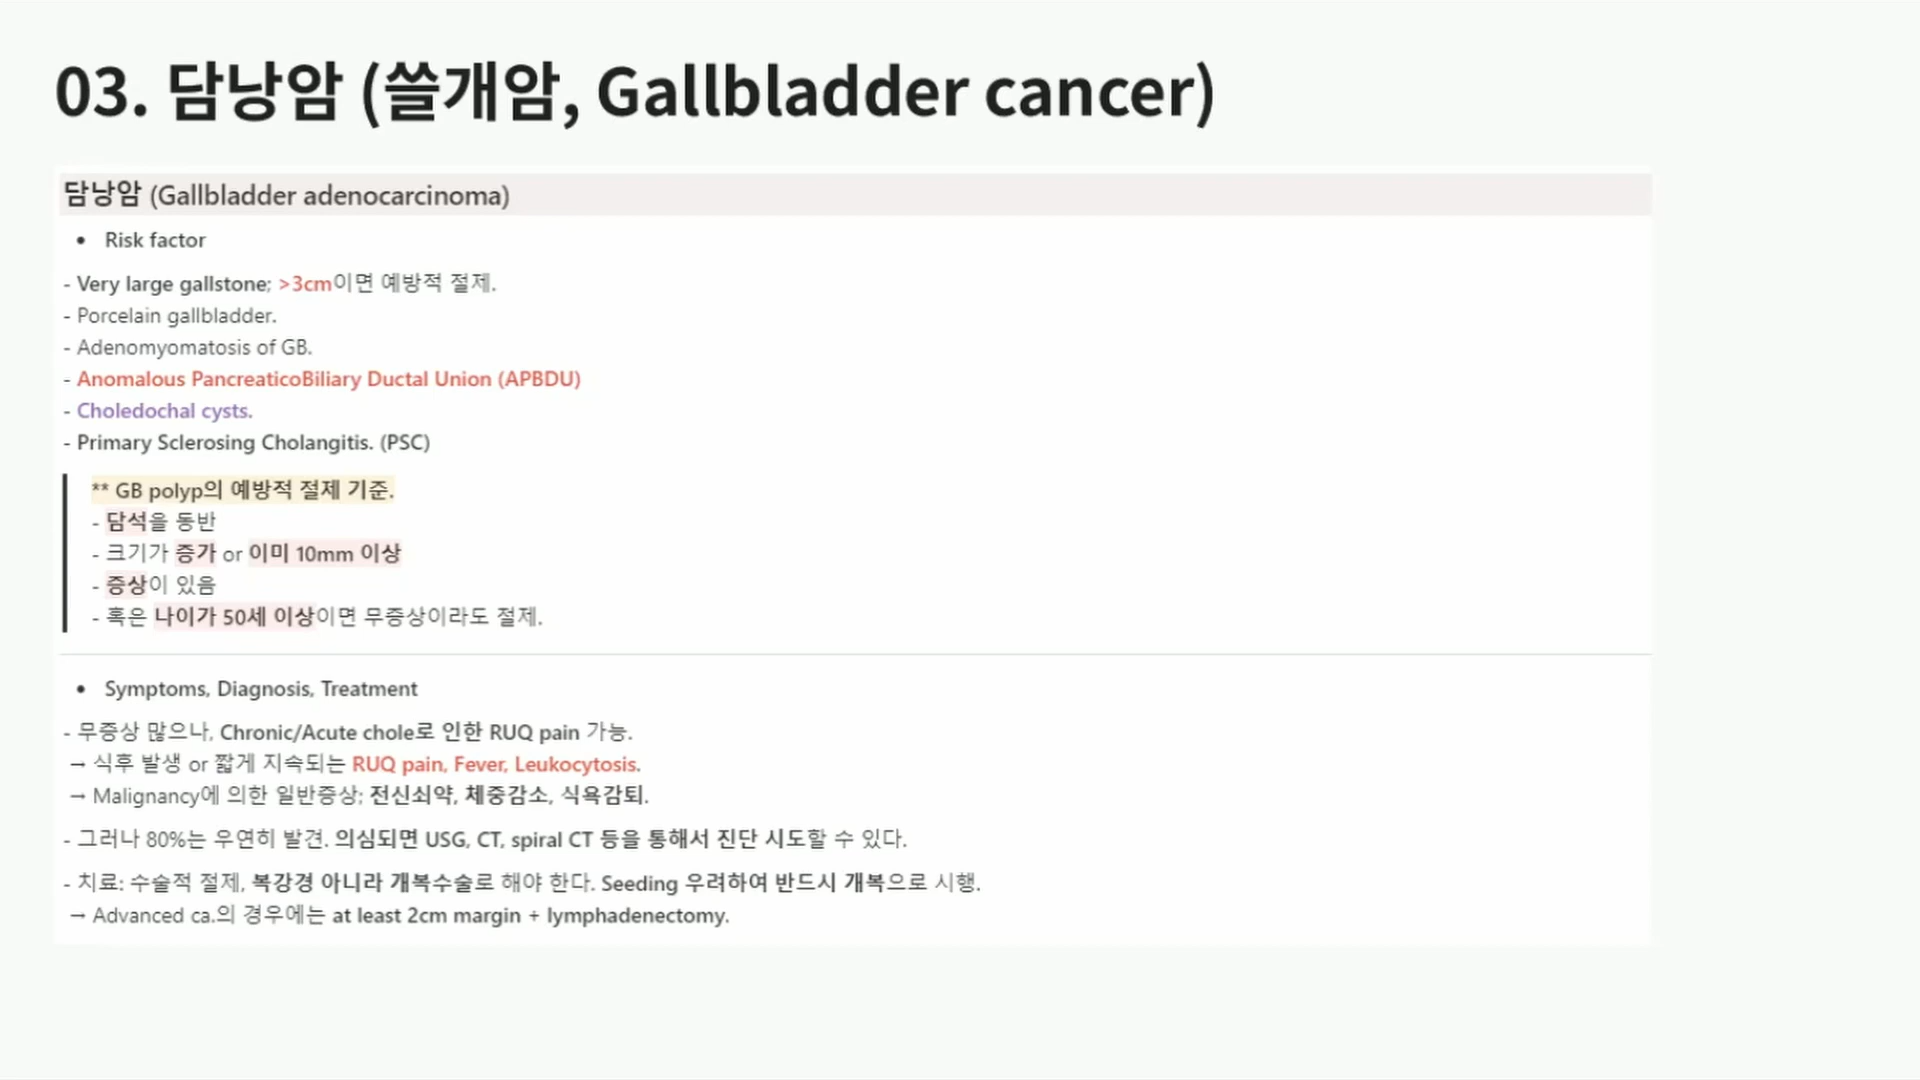 03. 담낭암 (쓸개암, Gallbladder cancer)
담낭암 (Gallbladder adenocarcinoma)
• Risk factor
- Very large gallstone; >3cm이면 예방적 절제.
- Porcelain gallbladder.
- Adenomyomatosis of GB.
- Anomalous PancreaticoBiliary Ductal Union (APBDU)
- Choledochal cysts.
- Primary Sclerosing Cholangitis. (PSC)
** GB polyp의 예방적 절제 기준.
- 담석을 동반
- 크기가 증가 or 이미 10mm 이상
- 증상이 있음
- 혹은 나이가 50세 이상이면 무증상이라도 절제.
• Symptoms, Diagnosis, Treatment
- 무증상 많으나, Chronic/Acute chole로 인한 RUQ pain 가능.
→ 식후 발생 or 짧게 지속되는 RUQ pain, Fever, Leukocytosis.
→ Malignancy에 의한 일반증상; 전신쇠약, 체중감소, 식욕감퇴.
- 그러나 80%는 우연히 발견. 의심되면 USG, CT, spiral CT 등을 통해서 진단 시도할 수 있다.
- 치료: 수술적 절제, 복강경 아니라 개복수술로 해야 한다. Seeding 우려하여 반드시 개복으로 시행.
→ Advanced ca.의 경우에는 at least 2cm margin + lymphadenectomy.